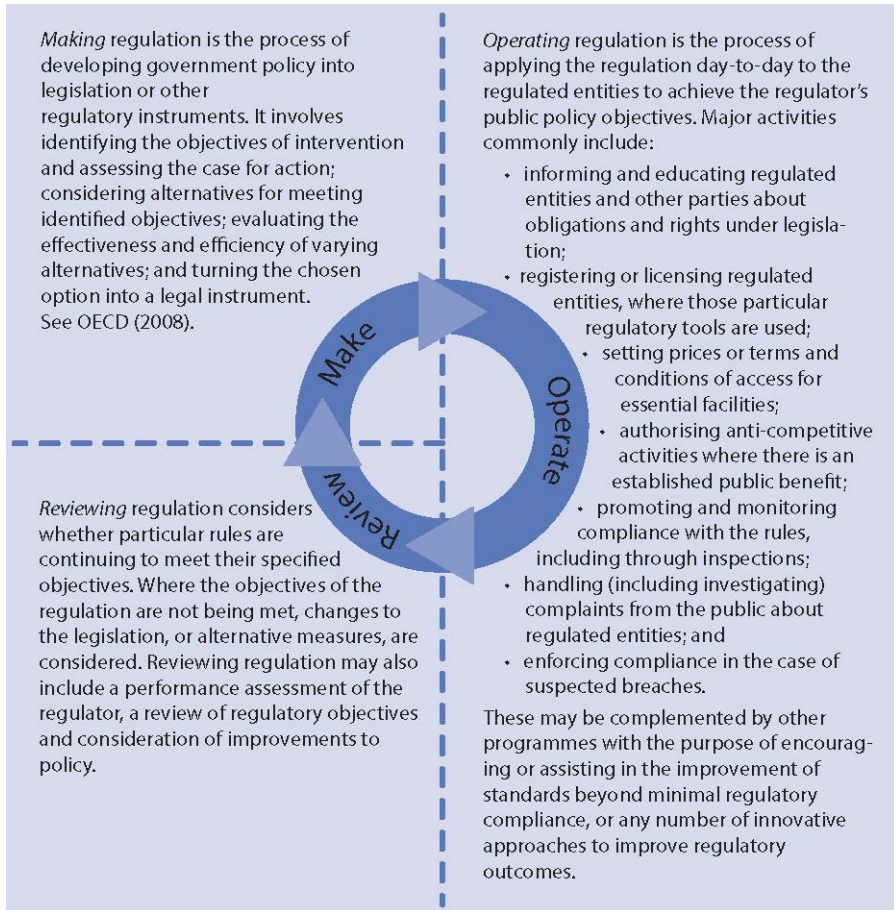 Making regulation is the process of
developing government policy into
legislation or other
regulatory instruments. It involves
identifying the objectives of intervention
and assessing the case for action;
considering alternatives for meeting
identified objectives; evaluating the
effectiveness and efficiency of varying
alternatives; and turning the chosen
option into a legal instrument.
See OECD (2008).
Operating regulation is the process of
applying the regulation day-to-day to the
regulated entities to achieve the regulator's
public policy objectives. Major activities
commonly include:
• informing and educating regulated
entities and other parties about
obligations and rights under legisla-
tion;
• registering or licensing regulated
entities, where those particular
regulatory tools are used;
• setting prices or terms and
conditions of access for
essential facilities;
• authorising anti-competitive
activities where there is an
established public benefit;
• promoting and monitoring
compliance with the rules,
including through inspections;
• handling (including investigating)
complaints from the public about
regulated entities; and
• enforcing compliance in the case of
suspected breaches.
These may be complemented by other
programmes with the purpose of encourag-
ing or assisting in the improvement of
standards beyond minimal regulatory
compliance, or any number of innovative
approaches to improve regulatory
outcomes.
Make
Operate
Review
Reviewing regulation considers
whether particular rules are
continuing to meet their specified
objectives. Where the objectives of the
regulation are not being met, changes to
the legislation, or alternative measures, are
considered. Reviewing regulation may also
include a performance assessment of the
regulator, a review of regulatory objectives
and consideration of improvements to
policy.